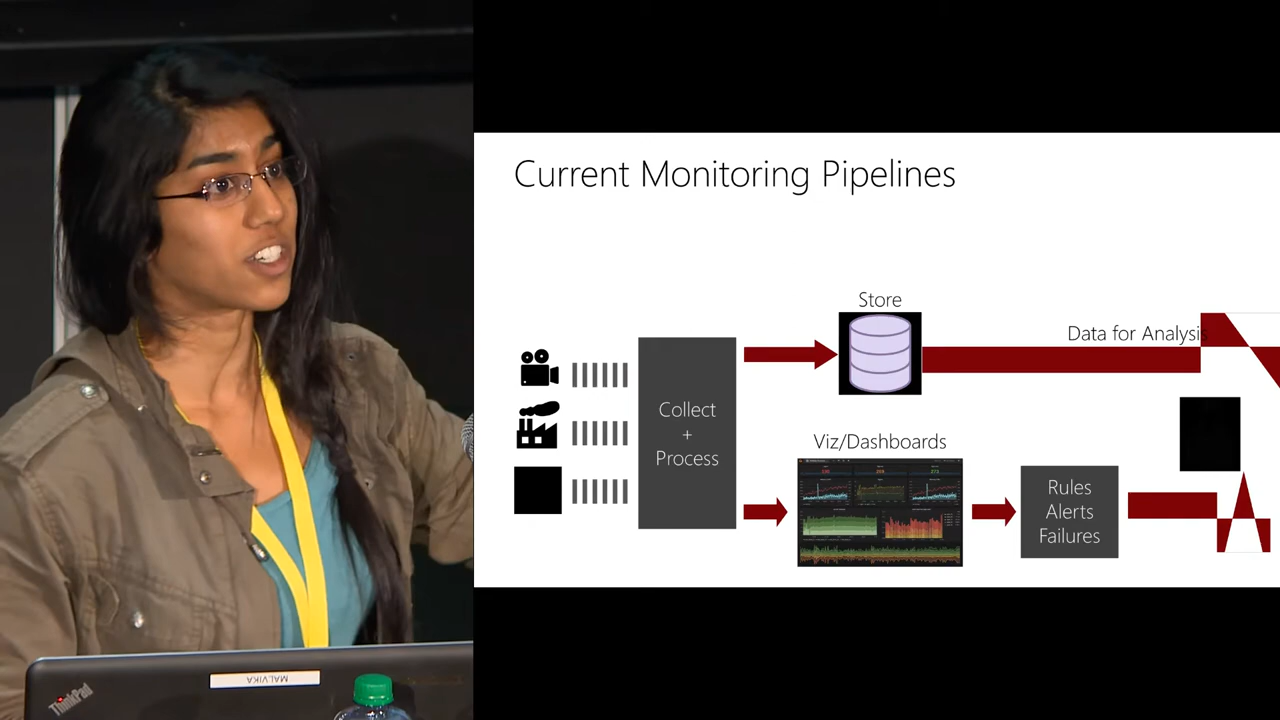 Current Monitoring Pipelines
Store
Data for Analysis
Collect
+
Process
Viz/Dashboards
Rules
Alerts
Failures
MALVIKA
ThinkPad